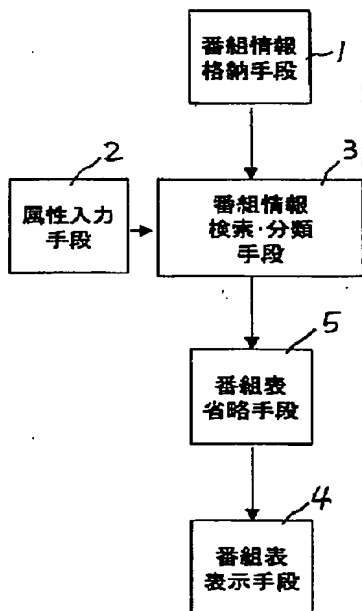 番組情報
格納手段
1
2
属性入力
手段
3
番組情報
検索・分類
手段
5
番組表
省略手段
4
番組表
表示手段